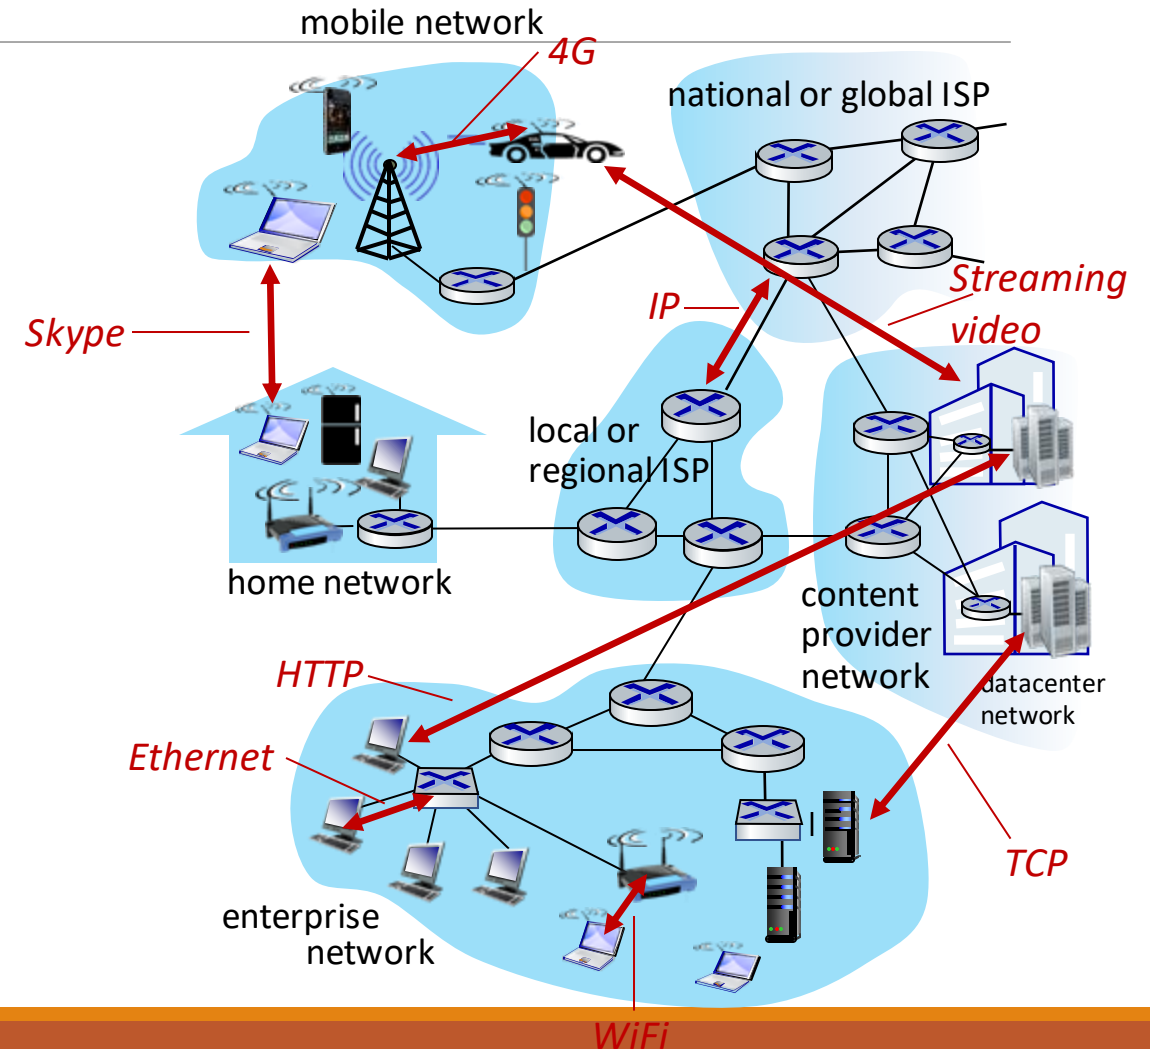 mobile network
4G
national or global ISP
Streaming
video
IP
Skype
local or
regional ISP
home network
content
provider
network
datacenter
network
HTTP
Ethernet
TCP
enterprise
network
WiFi